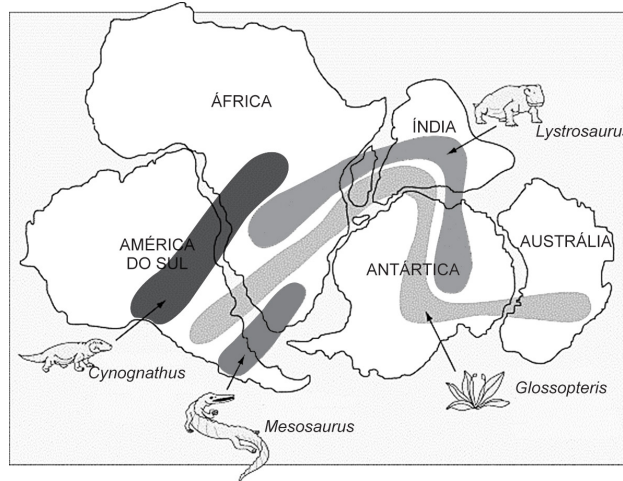 ÁFRICA
ÍNDIA
Lystrosaurus
AMÉRICA
DO SUL
ANTÁRTICA
AUSTRÁLIA
Cynognathus
Glossopteris
Mesosaurus